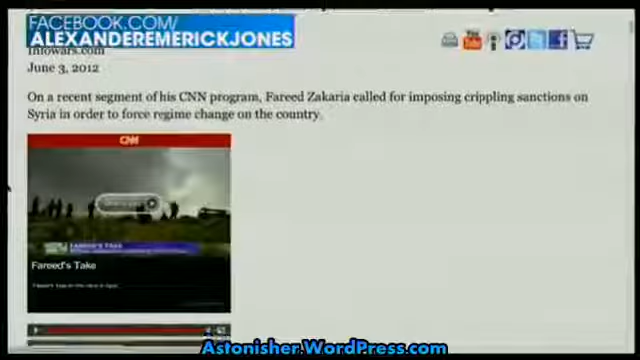 FACEBOOK.COM/
ALEXANDEREMERICKJONES
Infowars.com
June 3, 2012
On a recent segment of his CNN program, Fareed Zakaria called for imposing crippling sanctions on
Syria in order to force regime change on the country.
CNN
FAREED'S TAKE
Fareed's Take
Astonisher.WordPress.com